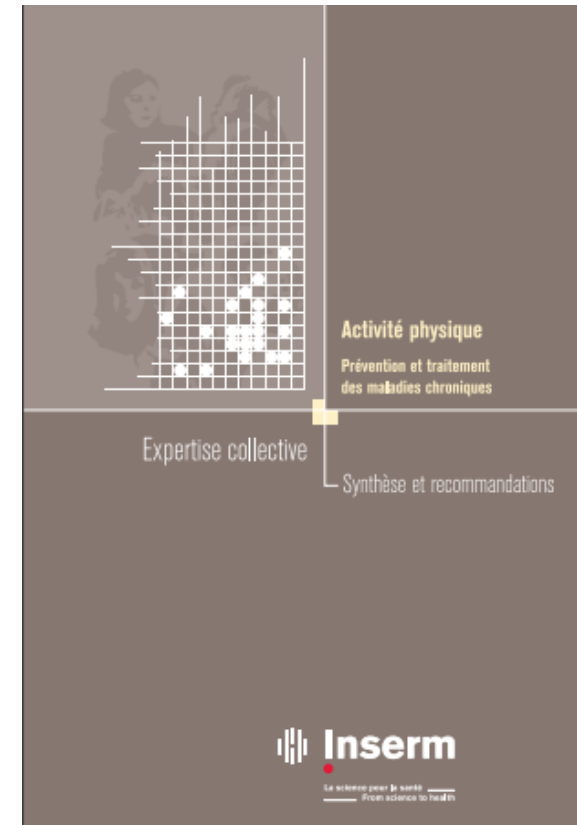 Activité physique
Prévention et traitement
des maladies chroniques
Expertise collective
Synthèse et recommandations
Inserm
La science pour la santé
From science to health